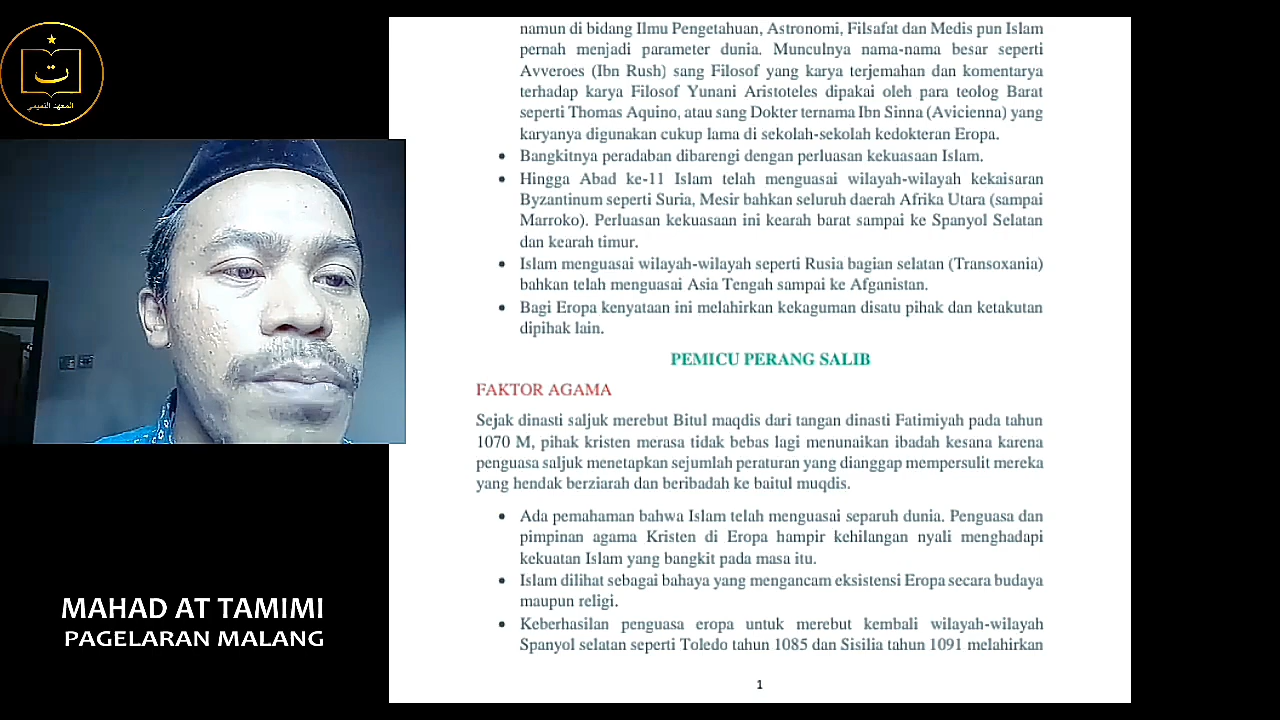 ت
المعهد التميمي
namun di bidang Ilmu Pengetahuan, Astronomi, Filsafat dan Medis pun Islam
pernah menjadi parameter dunia. Munculnya nama-nama besar seperti
Avveroes (Ibn Rush) sang Filosof yang karya terjemahan dan komentarya
terhadap karya Filosof Yunani Aristoteles dipakai oleh para teolog Barat
seperti Thomas Aquino, atau sang Dokter ternama Ibn Sinna (Avicienna) yang
karyanya digunakan cukup lama di sekolah-sekolah kedokteran Eropa.
• Bangkitnya peradaban dibarengi dengan perluasan kekuasaan Islam.
• Hingga Abad ke-11 Islam telah menguasai wilayah-wilayah kekaisaran
Byzantinum seperti Suria, Mesir bahkan seluruh daerah Afrika Utara (sampai
Marroko). Perluasan kekuasaan ini kearah barat sampai ke Spanyol Selatan
dan kearah timur.
• Islam menguasai wilayah-wilayah seperti Rusia bagian selatan (Transoxania)
bahkan telah menguasai Asia Tengah sampai ke Afganistan.
• Bagi Eropa kenyataan ini melahirkan kekaguman disatu pihak dan ketakutan
dipihak lain.
PEMICU PERANG SALIB
FAKTOR AGAMA
Sejak dinasti saljuk merebut Bitul maqdis dari tangan dinasti Fatimiyah pada tahun
1070 M, pihak kristen merasa tidak bebas lagi menunaikan ibadah kesana karena
penguasa saljuk menetapkan sejumlah peraturan yang dianggap mempersulit mereka
yang hendak berziarah dan beribadah ke baitul muqdis.
• Ada pemahaman bahwa Islam telah menguasai separuh dunia. Penguasa dan
pimpinan agama Kristen di Eropa hampir kehilangan nyali menghadapi
kekuatan Islam yang bangkit pada masa itu.
• Islam dilihat sebagai bahaya yang mengancam eksistensi Eropa secara budaya
maupun religi.
• Keberhasilan penguasa eropa untuk merebut kembali wilayah-wilayah
Spanyol selatan seperti Toledo tahun 1085 dan Sisilia tahun 1091 melahirkan
1
MAHAD AT TAMIMI
PAGELARAN MALANG